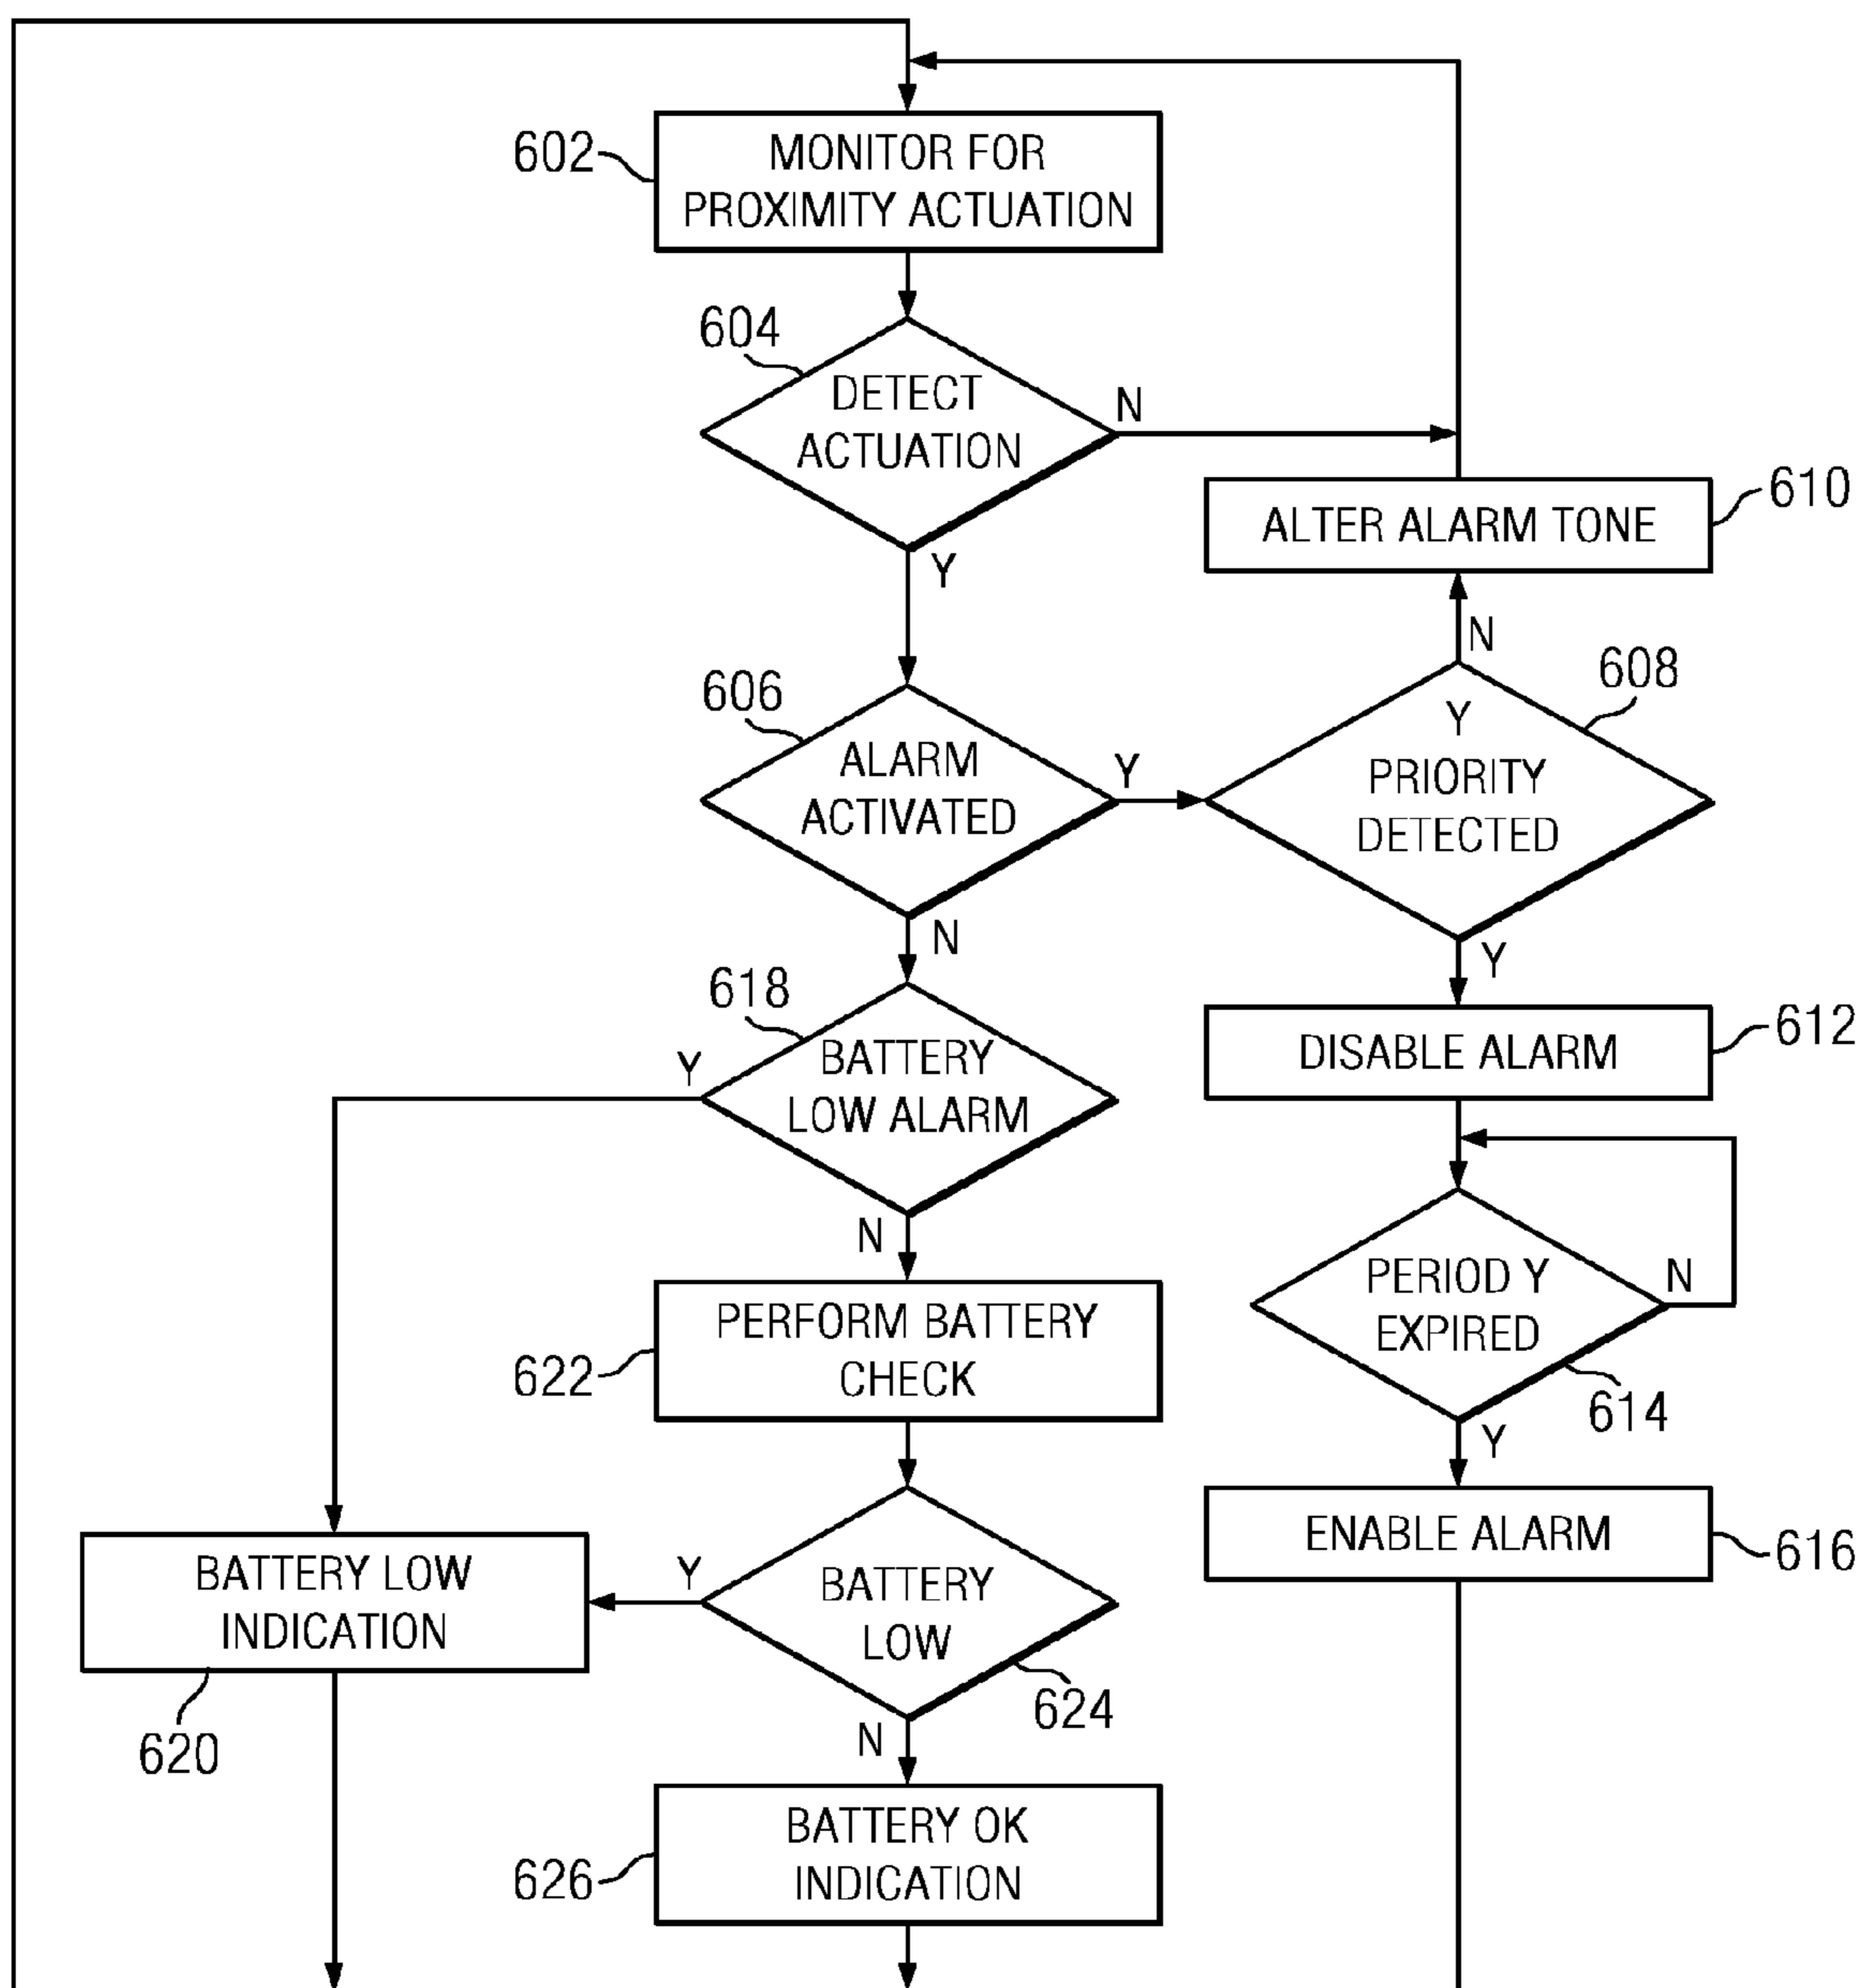 602
MONITOR FOR
PROXIMITY ACTUATION
604
DETECT
ACTUATION
N
Y
610
ALTER ALARM TONE
N
606
ALARM
ACTIVATED
Y
N
608
Y
PRIORITY
DETECTED
Y
612
DISABLE ALARM
618
BATTERY
LOW ALARM
Y
N
PERIOD Y
EXPIRED
N
614
Y
622
PERFORM BATTERY
CHECK
ENABLE ALARM
616
BATTERY LOW
INDICATION
620
Y
BATTERY
LOW
624
N
626
BATTERY OK
INDICATION